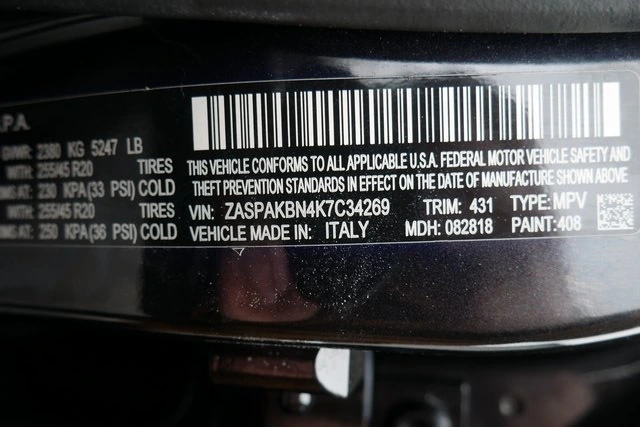 .P.A.
GVWR: 2380 KG 5247 LB
WITH: 255/45 R20 TIRES
RIMS AT: 230 KPA(33 PSI) COLD
WITH: 255/45 R20 TIRES
RIMS AT: 250 KPA(36 PSI) COLD
THIS VEHICLE CONFORMS TO ALL APPLICABLE U.S.A. FEDERAL MOTOR VEHICLE SAFETY AND
THEFT PREVENTION STANDARDS IN EFFECT ON THE DATE OF MANUFACTURE SHOWN ABOVE
VIN: ZASPAKBN4K7C34269 TRIM: 431 TYPE: MPV
VEHICLE MADE IN: ITALY MDH: 082818 PAINT: 408